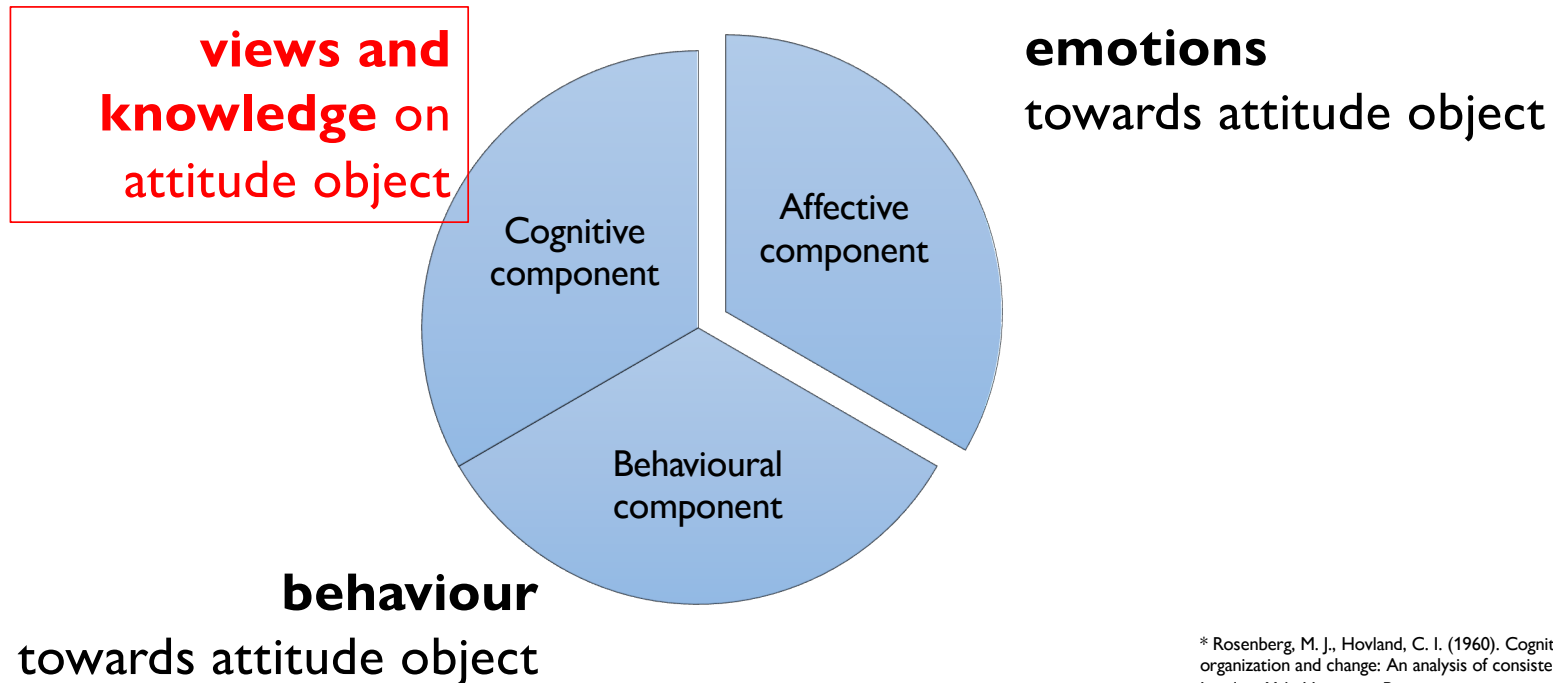 views and
knowledge on
attitude object
emotions
towards attitude object
Cognitive
component
Affective
component
Behavioural
component
behaviour
towards attitude object
* Rosenberg, M. J., Hovland, C. I. (1960). Cognit
organization and change: An analysis of consiste